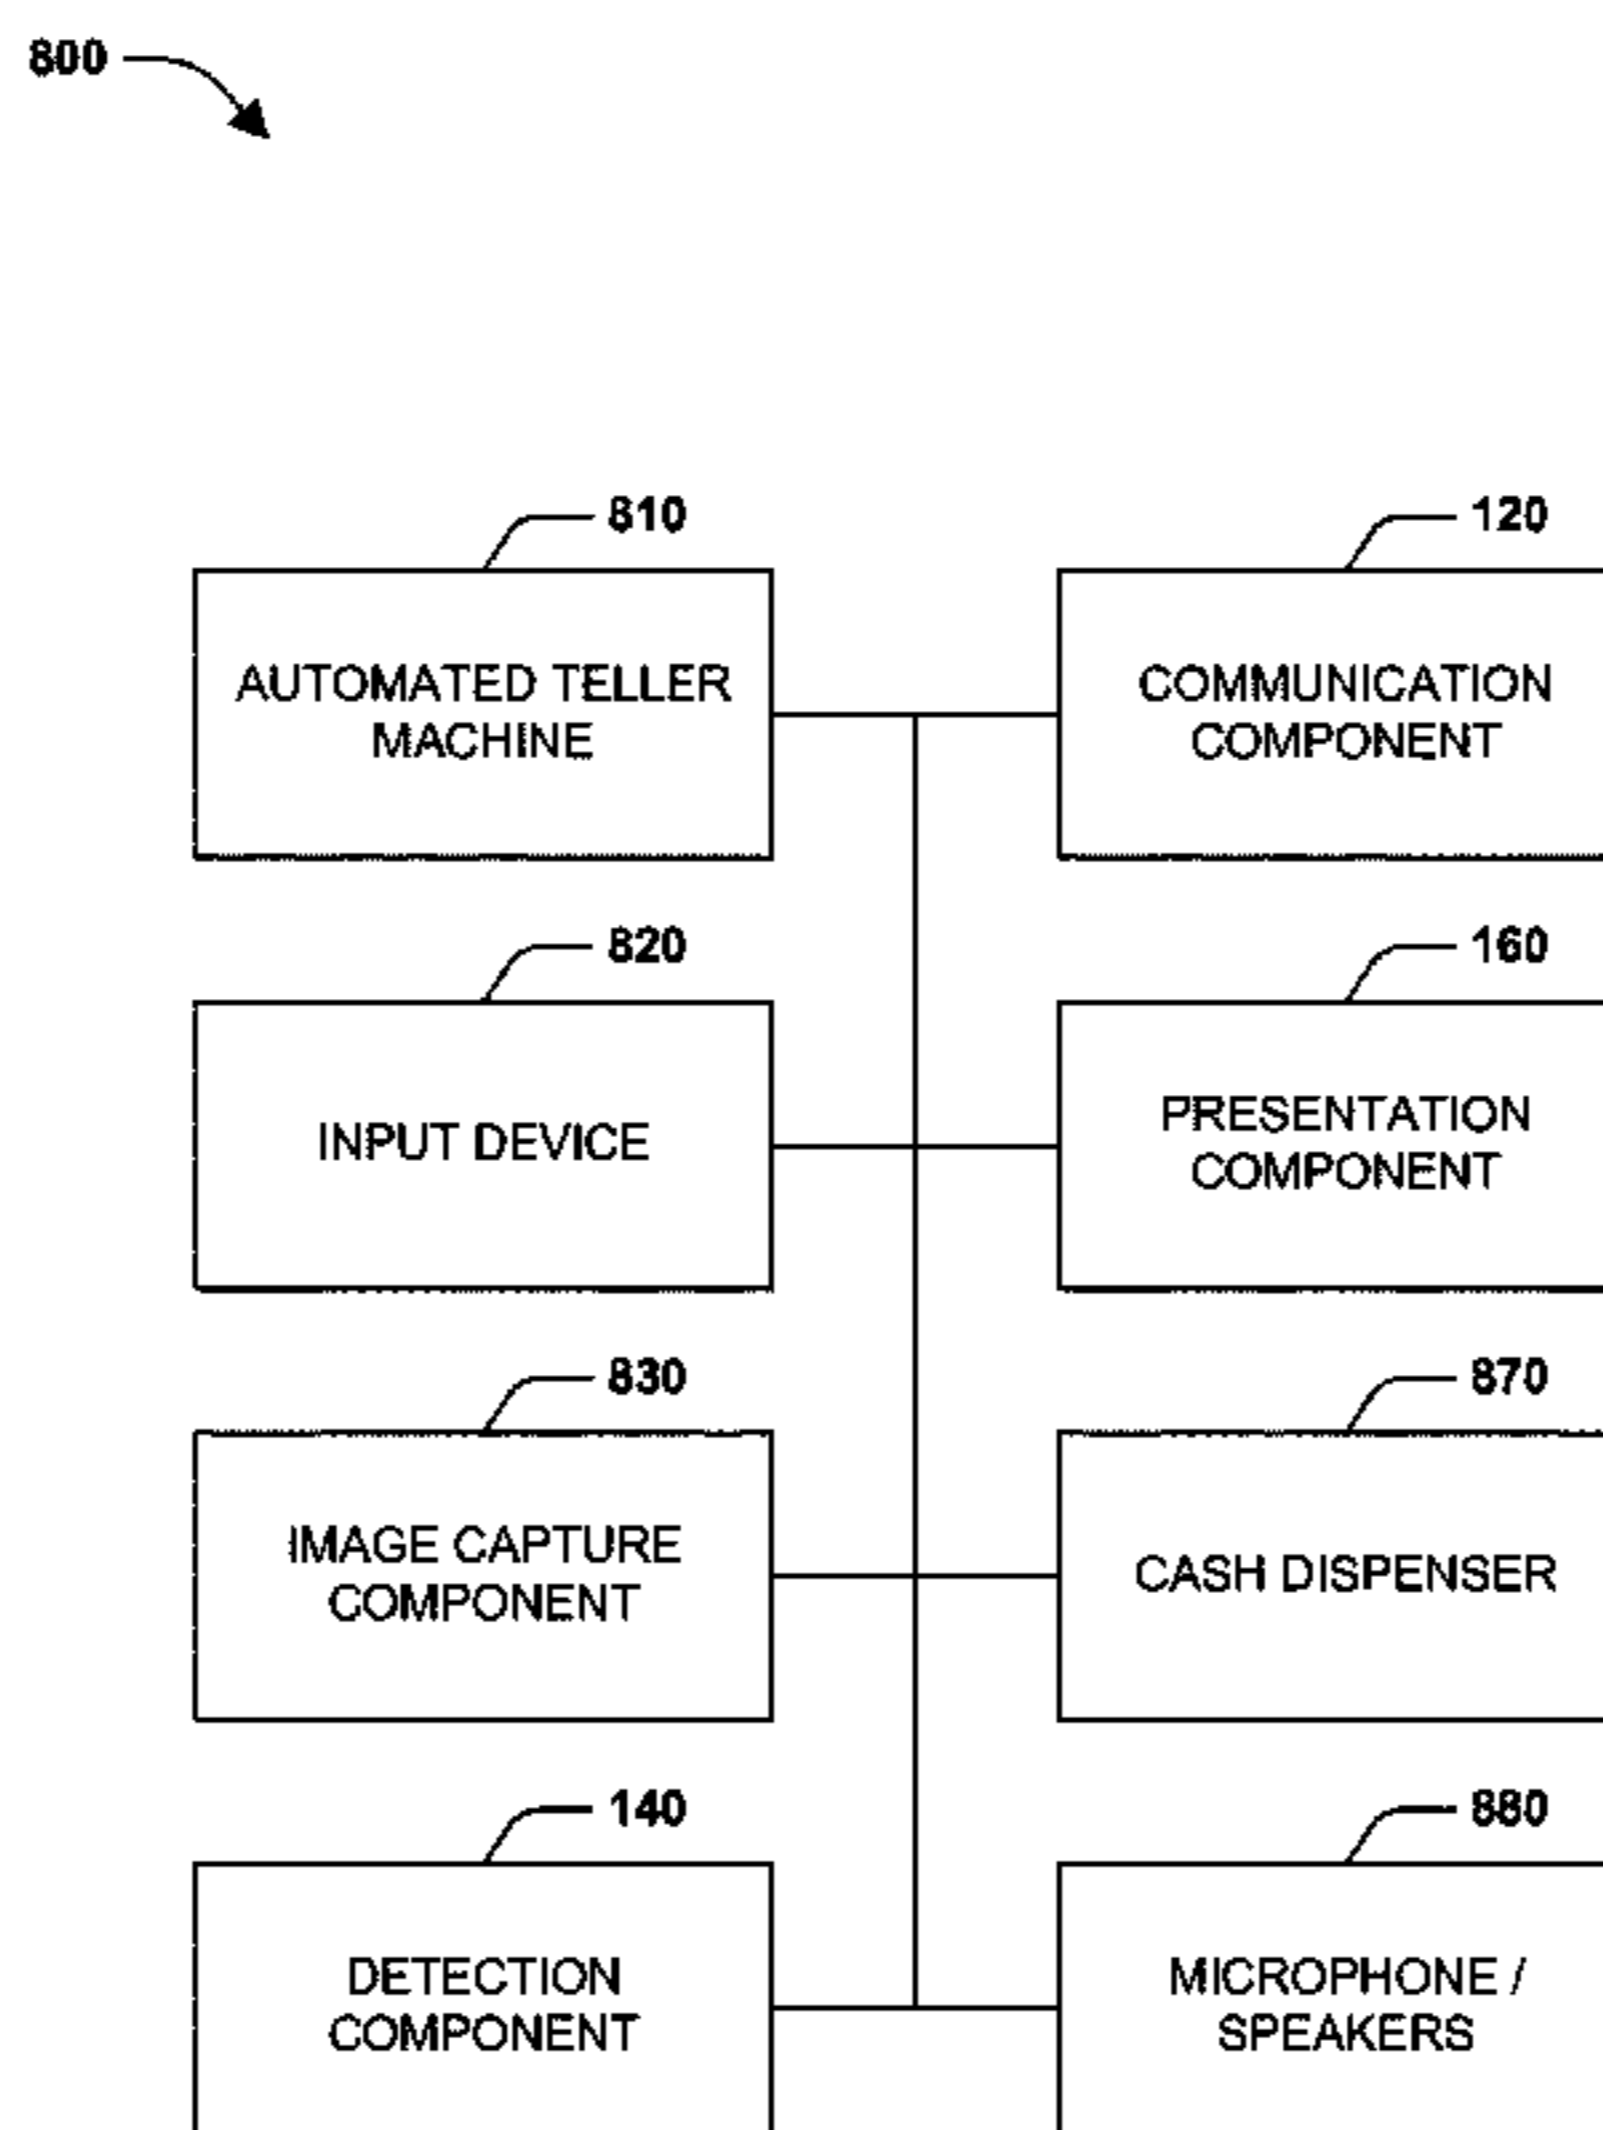 800
810
AUTOMATED TELLER
MACHINE
120
COMMUNICATION
COMPONENT
820
INPUT DEVICE
160
PRESENTATION
COMPONENT
830
IMAGE CAPTURE
COMPONENT
870
CASH DISPENSER
140
DETECTION
COMPONENT
880
MICROPHONE /
SPEAKERS